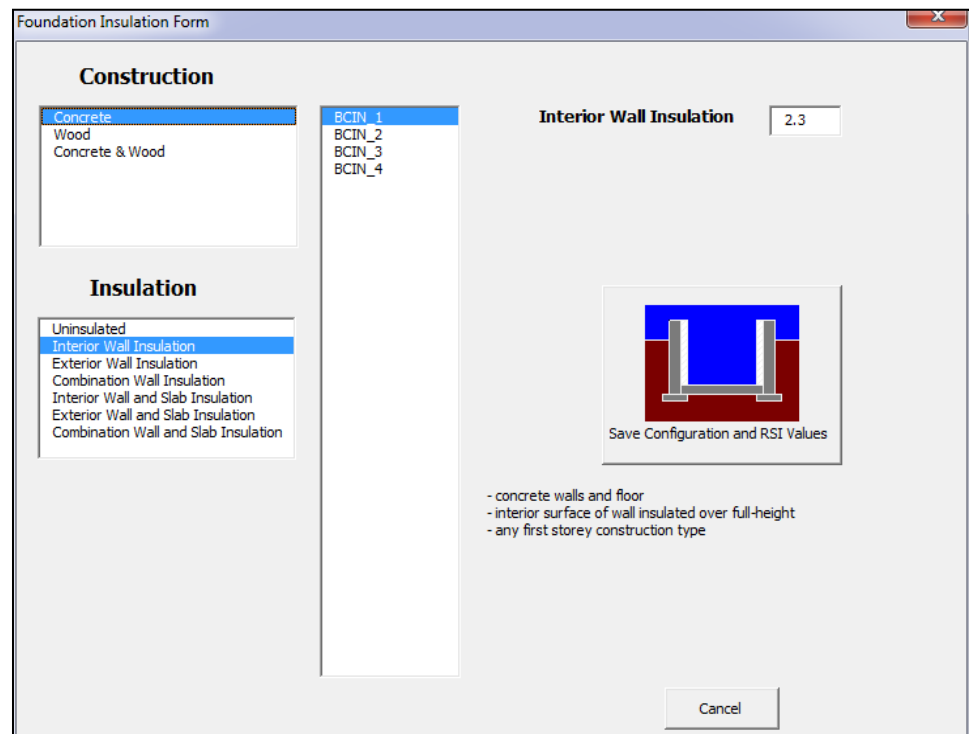 Foundation Insulation Form
Construction
Concrete
Wood
Concrete & Wood
BCIN_1
BCIN_2
BCIN_3
BCIN_4
Interior Wall Insulation
2.3
Insulation
Uninsulated
Interior Wall Insulation
Exterior Wall Insulation
Combination Wall Insulation
Interior Wall and Slab Insulation
Exterior Wall and Slab Insulation
Combination Wall and Slab Insulation
Save Configuration and RSI Values
- concrete walls and floor
- interior surface of wall insulated over full-height
- any first storey construction type
Cancel